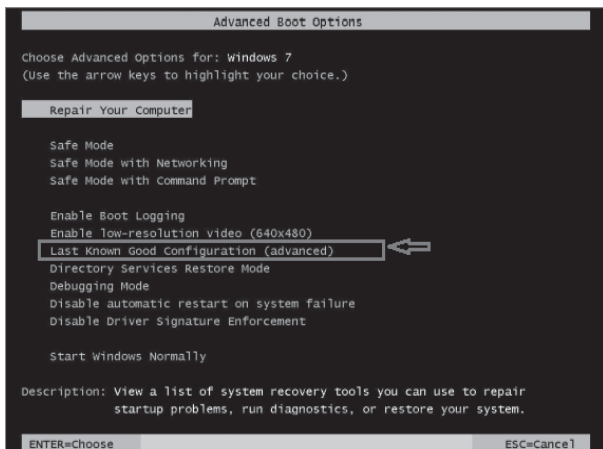 Advanced Boot Options
Choose Advanced Options for: Windows 7
(Use the arrow keys to highlight your choice.)
Repair Your Computer
Safe Mode
Safe Mode with Networking
Safe Mode with Command Prompt
Enable Boot Logging
Enable low-resolution video (640x480)
Last Known Good Configuration (advanced)
Directory Services Restore Mode
Debugging Mode
Disable automatic restart on system failure
Disable Driver Signature Enforcement
Start Windows Normally
Description: View a list of system recovery tools you can use to repair
startup problems, run diagnostics, or restore your system.
ENTER=Choose ESC=Cancel